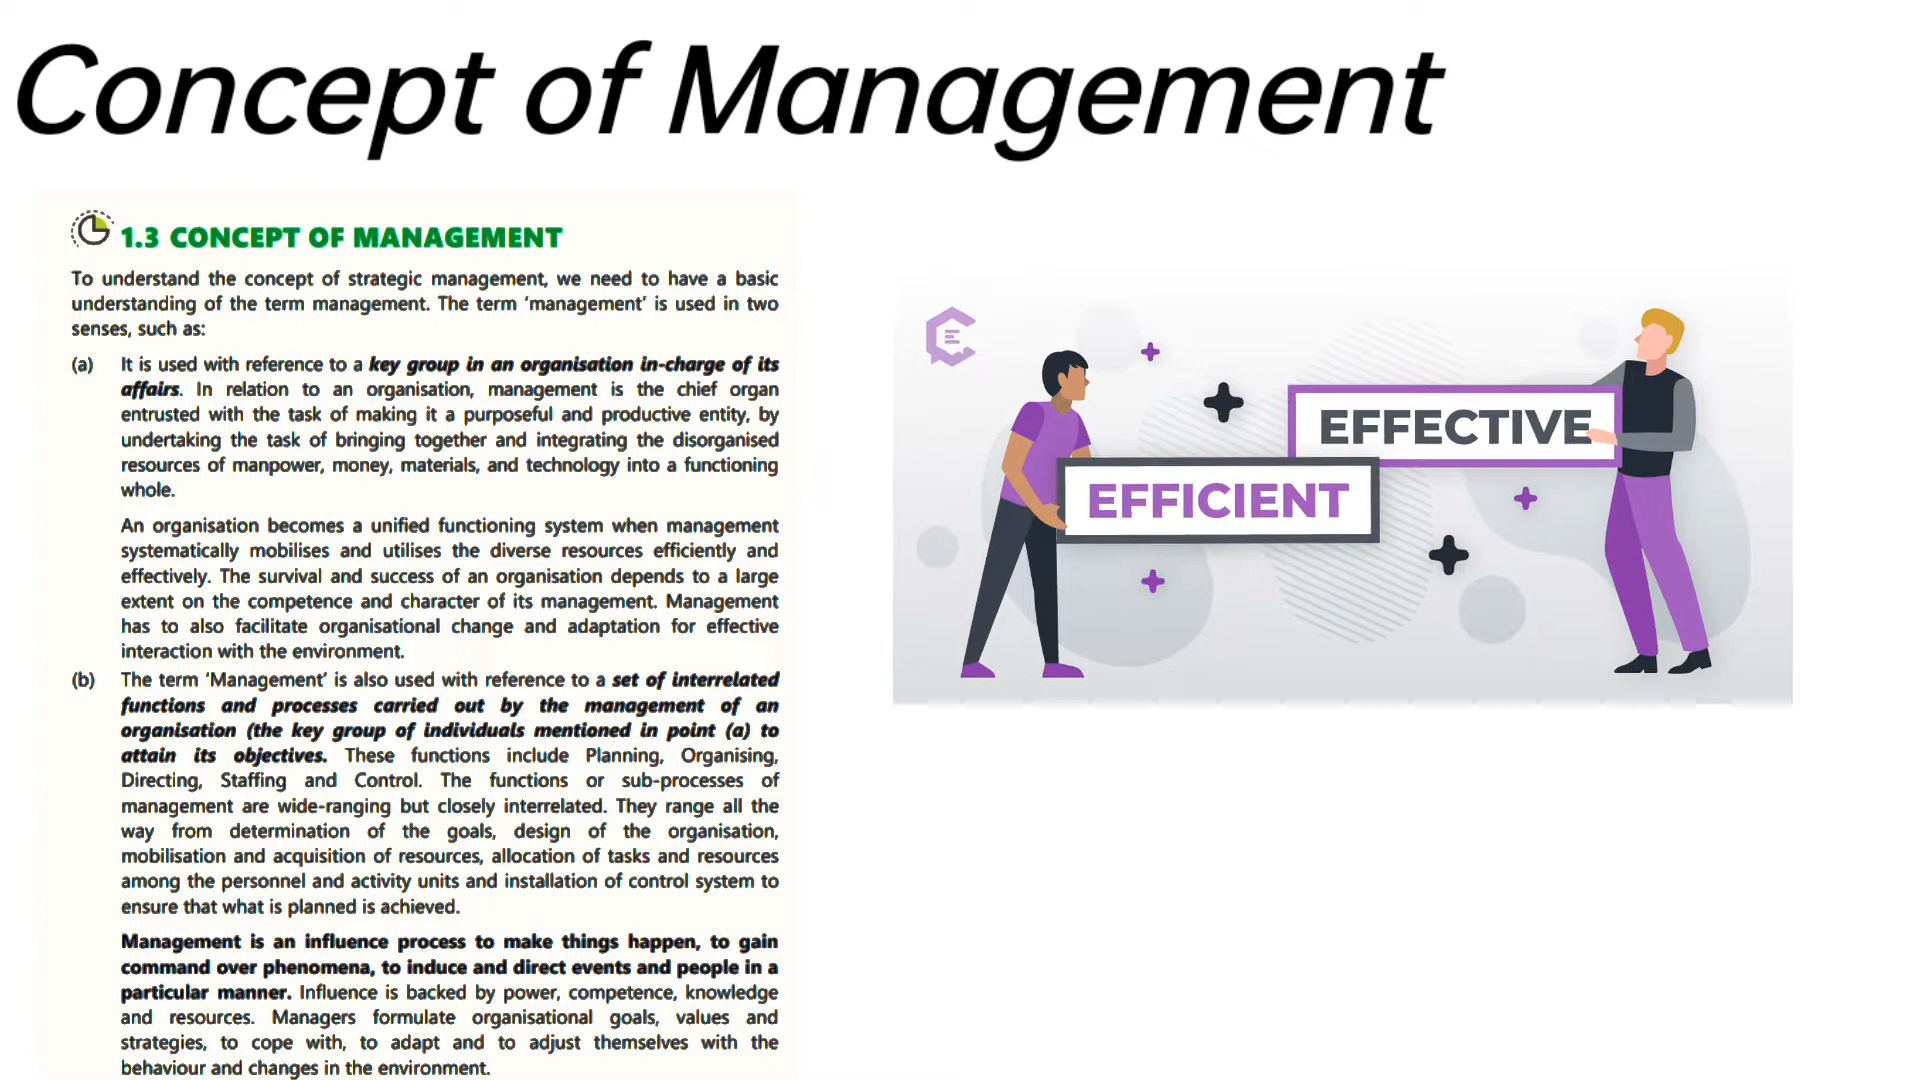 Concept of Management
1.3 CONCEPT OF MANAGEMENT
To understand the concept of strategic management, we need to have a basic
understanding of the term management. The term ‘management’ is used in two
senses, such as:
(a) It is used with reference to a key group in an organisation in-charge of its
affairs. In relation to an organisation, management is the chief organ
entrusted with the task of making it a purposeful and productive entity, by
undertaking the task of bringing together and integrating the disorganised
resources of manpower, money, materials, and technology into a functioning
whole.
An organisation becomes a unified functioning system when management
systematically mobilises and utilises the diverse resources efficiently and
effectively. The survival and success of an organisation depends to a large
extent on the competence and character of its management. Management
has to also facilitate organisational change and adaptation for effective
interaction with the environment.
(b) The term ‘Management’ is also used with reference to a set of interrelated
functions and processes carried out by the management of an
organisation (the key group of individuals mentioned in point (a) to
attain its objectives. These functions include Planning, Organising,
Directing, Staffing and Control. The functions or sub-processes of
management are wide-ranging but closely interrelated. They range all the
way from determination of the goals, design of the organisation,
mobilisation and acquisition of resources, allocation of tasks and resources
among the personnel and activity units and installation of control system to
ensure that what is planned is achieved.
Management is an influence process to make things happen, to gain
command over phenomena, to induce and direct events and people in a
particular manner. Influence is backed by power, competence, knowledge
and resources. Managers formulate organisational goals, values and
strategies, to cope with, to adapt and to adjust themselves with the
behaviour and changes in the environment.
EFFECTIVE
EFFICIENT